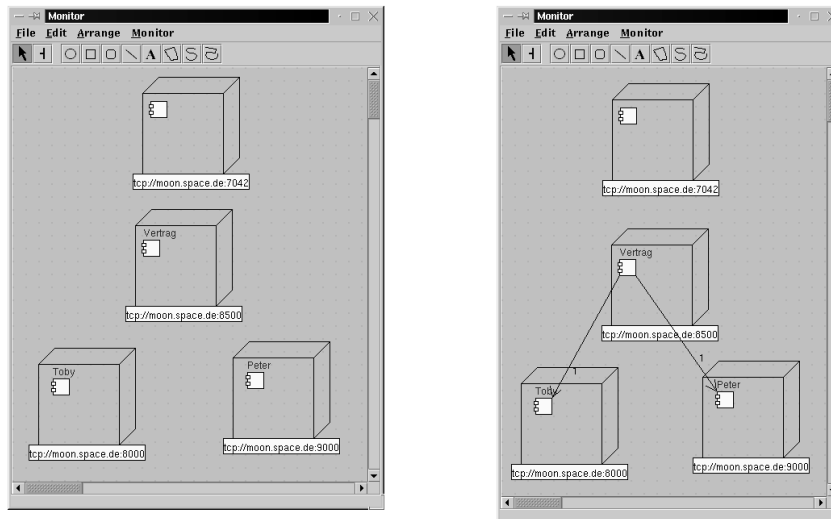 Monitor
File Edit Arrange Monitor
A
tcp://moon.space.de:7042
Vertrag
tcp://moon.space.de:8500
Toby
Peter
tcp://moon.space.de:8000
tcp://moon.space.de:9000
Monitor
File Edit Arrange Monitor
A
tcp://moon.space.de:7042
Vertrag
tcp://moon.space.de:8500
1
1
Toby
Peter
tcp://moon.space.de:8000
tcp://moon.space.de:9000